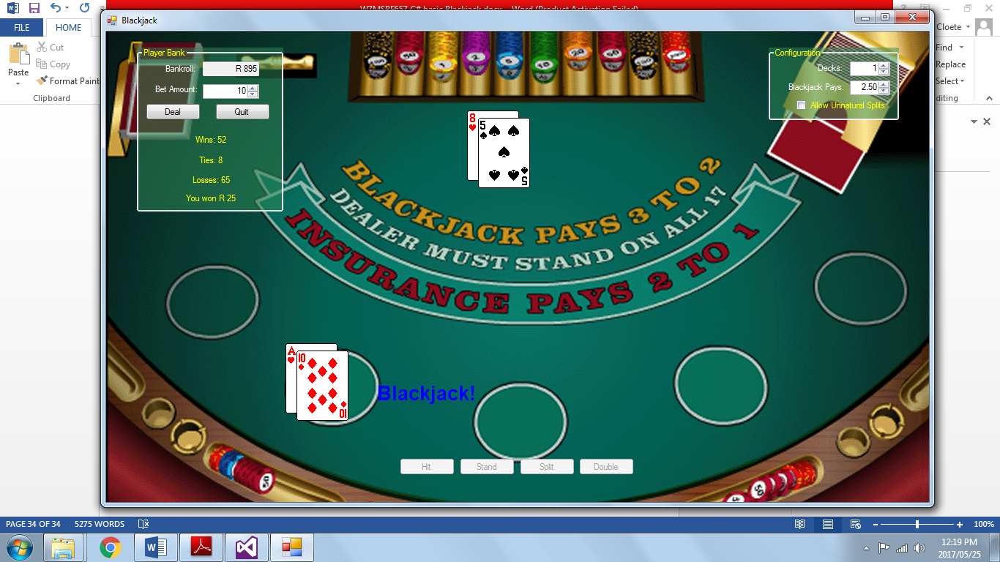 W7MSBE657 C# basic Blackjack.docx - Word (Product Activation Failed)
FILE
HOME
Cloete
Paste
Cut
Copy
Format Paint
Clipboard
Find
Replace
Select
diting
Blackjack
Player Bank
Bankroll: R 895
Bet Amount: 10
Deal
Quit
Wins: 52
Ties: 8
Losses: 65
You won R 25
Configuration
Decks: 1
Blackjack Pays: 2.50
Allow Unnatural Splits
8
5
5
BLACKJACK PAYS 3 TO 2
DEALER MUST STAND ON ALL 17
INSURANCE PAYS 2 TO 1
A
10
10
Blackjack!
Hit
Stand
Split
Double
PAGE 34 OF 34
5275 WORDS
100%
12:19 PM
2017/05/25